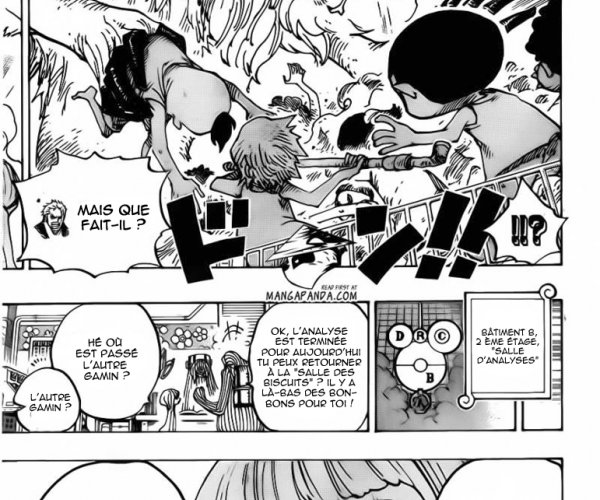 MAIS QUE
FAIT-IL ?
ドン!!
!!?
READ FIRST AT
MANGAPANDA.COM
HÉ OÙ
EST PASSÉ
L'AUTRE
GAMIN ?
L'AUTRE
GAMIN ?
OK, L'ANALYSE
EST TERMINÉE
POUR AUJOURD'HUI
TU PEUX RETOURNER
À LA "SALLE DES
BISCUITS" ? IL Y A
LÀ-BAS DES BON-
BONS POUR TOI !
D R C
B
A
BÂTIMENT B,
2 ÈME ÉTAGE,
"SALLE
D'ANALYSES"